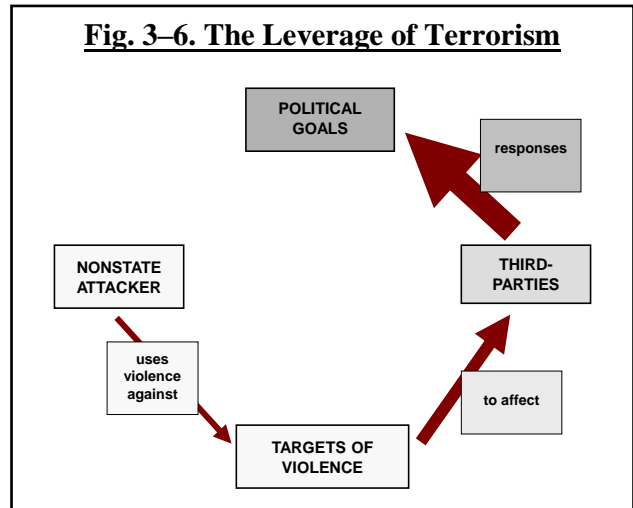 Fig. 3–6. The Leverage of Terrorism
POLITICAL
GOALS
responses
NONSTATE
ATTACKER
THIRD-
PARTIES
uses
violence
against
to affect
TARGETS OF
VIOLENCE